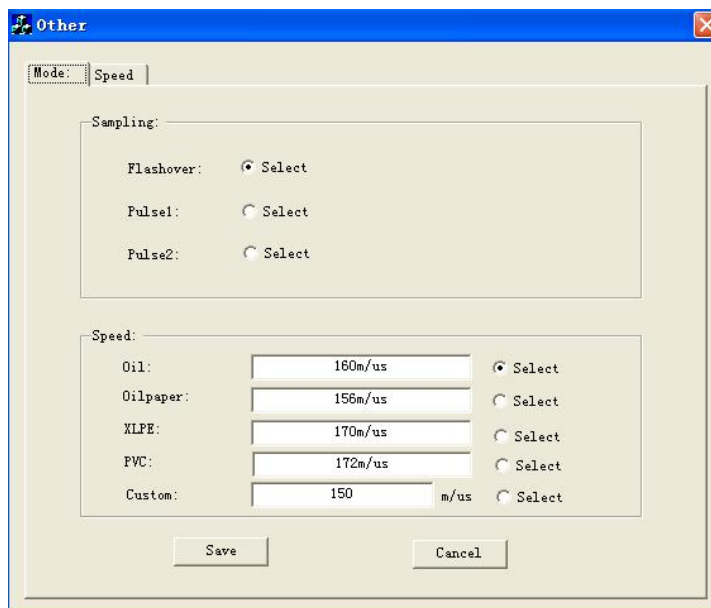 Other
Mode: Speed
Sampling:
Flashover: Select
Pulse1: Select
Pulse2: Select
Speed:
Oil: 160m/us Select
Oilpaper: 156m/us Select
XLPE: 170m/us Select
PVC: 172m/us Select
Custom: 150 m/us Select
Save Cancel